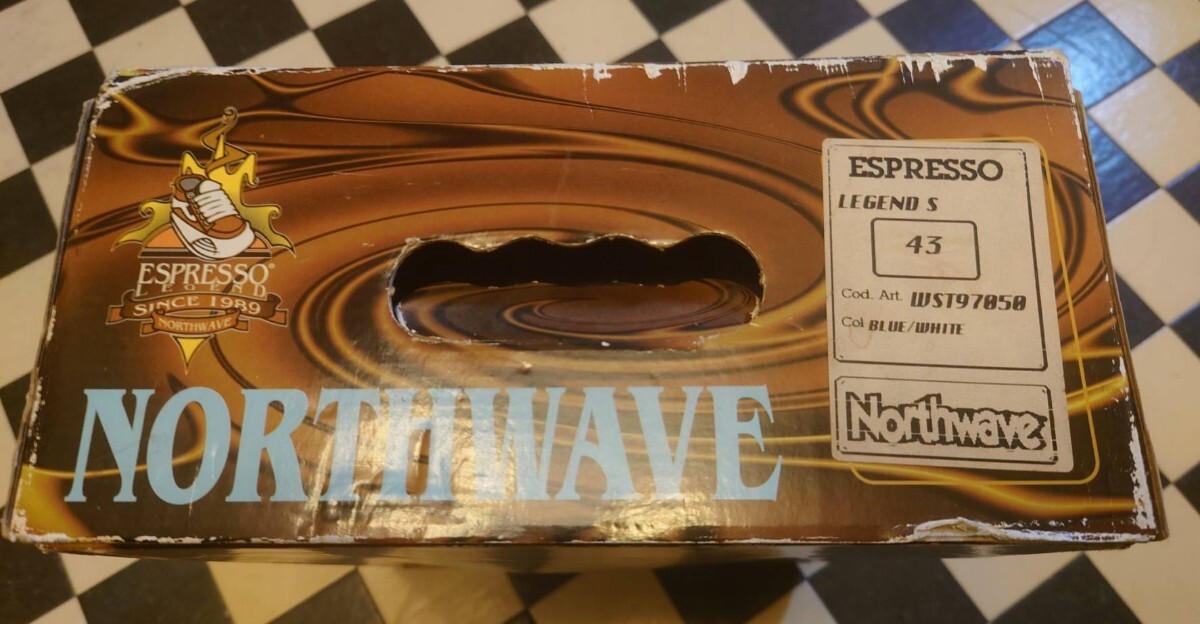 ESPRESSO®
LEGEND
SINCE 1989
NORTHWAVE
NORTHWAVE
ESPRESSO
LEGEND S
43
Cod. Art. WST97050
Col BLUE/WHITE
Northwave